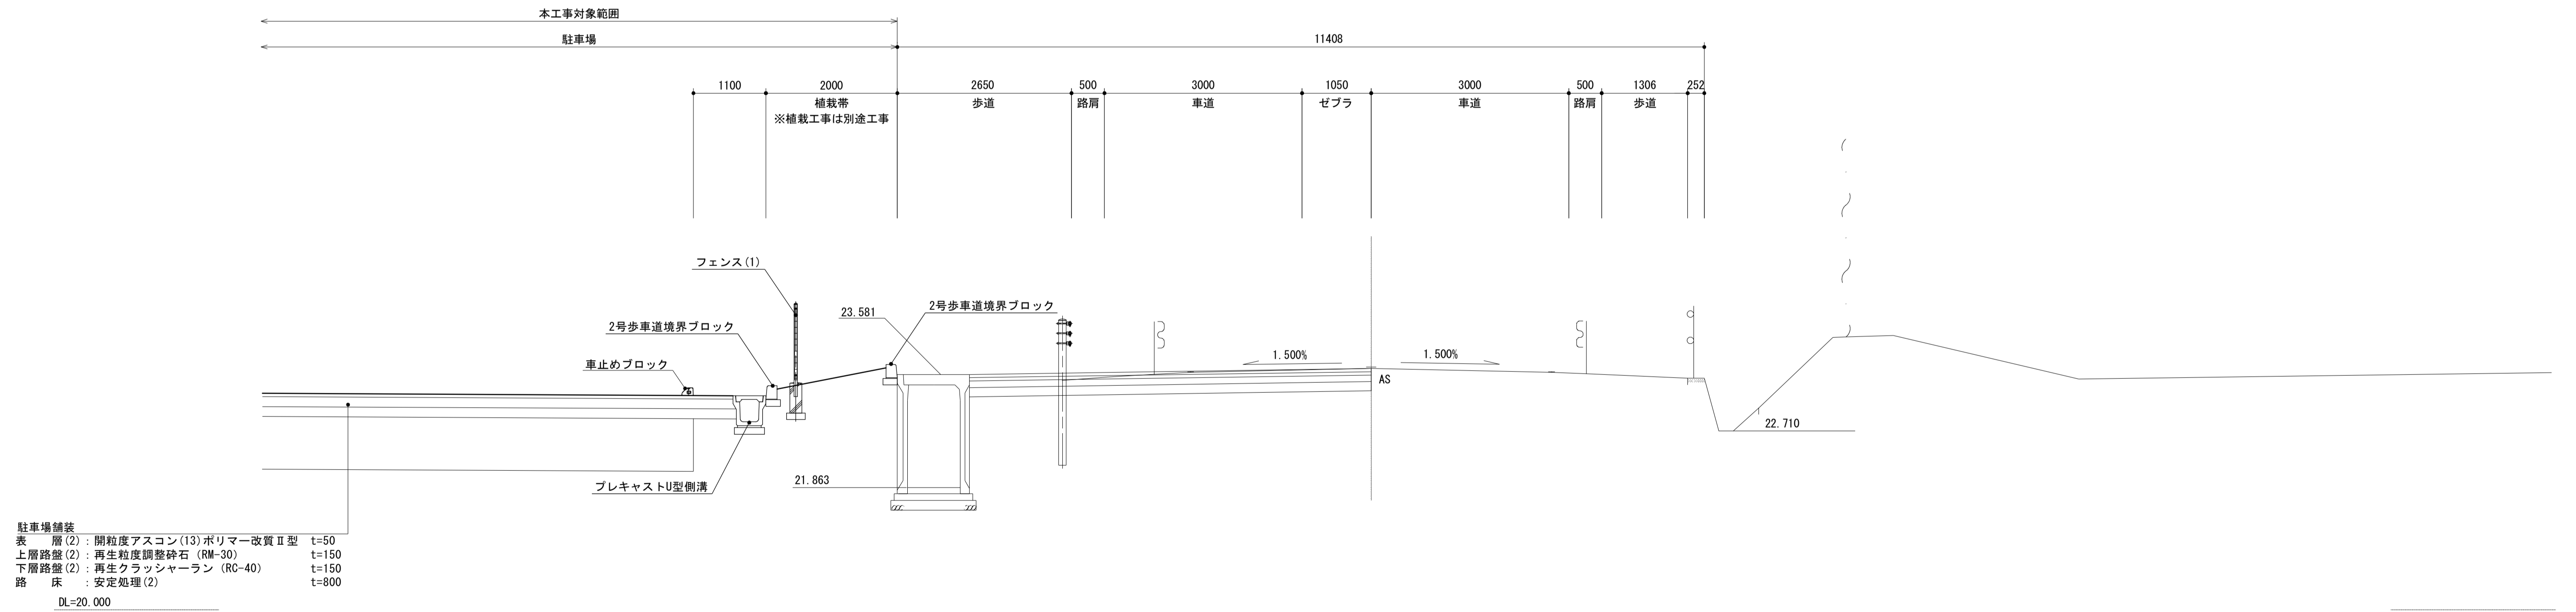 本工事対象範囲
駐車場
11408
1100
2000
2650
500
3000
1050
3000
500
1306
252
植栽帯
歩道
路肩
車道
ゼブラ
車道
路肩
歩道
※植栽工事は別途工事
フェンス(1)
2号歩車道境界ブロック
23.581
2号歩車道境界ブロック
車止めブロック
1.500%
1.500%
AS
22.710
21.863
プレキャストU型側溝
駐車場舗装
表　　層(2)：開粒度アスコン(13)ポリマー改質Ⅱ型　t=50
上層路盤(2)：再生粒度調整砕石 (RM-30)　t=150
下層路盤(2)：再生クラッシャーラン (RC-40)　t=150
路　　床　　：安定処理(2)　t=800
DL=20.000